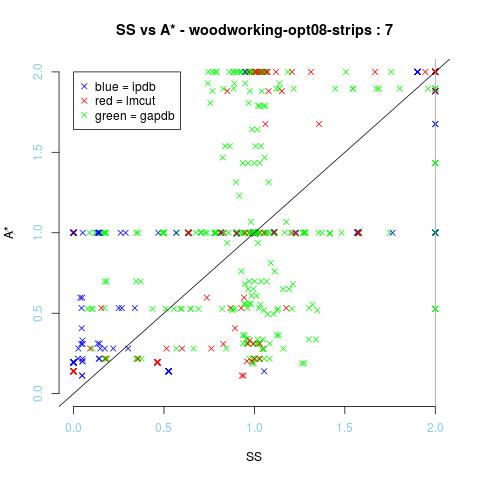 SS vs A* - woodworking-opt08-strips : 7
blue = lpdb
red = lmcut
green = gapdb
A*
2.0
1.5
1.0
0.5
0.0
0.0 0.5 1.0 1.5 2.0
SS